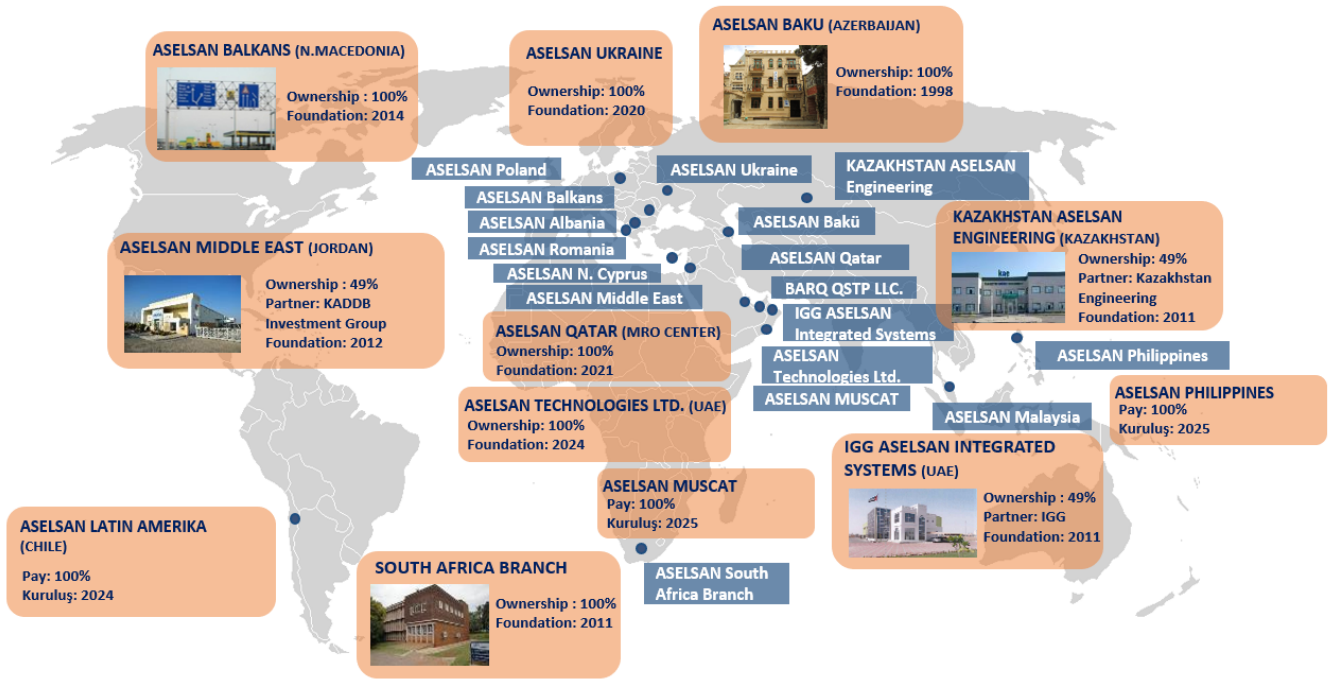 ASELSAN BALKANS (N.MACEDONIA)
Ownership : 100%
Foundation: 2014
ASELSAN UKRAINE
Ownership: 100%
Foundation: 2020
ASELSAN BAKU (AZERBAIJAN)
Ownership: 100%
Foundation: 1998
ASELSAN Poland
ASELSAN Ukraine
KAZAKHSTAN ASELSAN
Engineering
ASELSAN Balkans
ASELSAN Albania
ASELSAN Bakü
ASELSAN Romania
ASELSAN Qatar
ASELSAN N. Cyprus
ASELSAN Middle East
BARQ QSTP LLC.
IGG ASELSAN
Integrated Systems
ASELSAN
Technologies Ltd.
ASELSAN MUSCAT
KAZAKHSTAN ASELSAN
ENGINEERING (KAZAKHSTAN)
Ownership: 49%
Partner: Kazakhstan
Engineering
Foundation: 2011
kae
ASELSAN MIDDLE EAST (JORDAN)
Ownership : 49%
Partner: KADDB
Investment Group
Foundation: 2012
ASELSAN QATAR (MRO CENTER)
Ownership: 100%
Foundation: 2021
ASELSAN Philippines
ASELSAN PHILIPPINES
Pay: 100%
Kuruluş: 2025
ASELSAN TECHNOLOGIES LTD. (UAE)
Ownership: 100%
Foundation: 2024
ASELSAN Malaysia
IGG ASELSAN INTEGRATED
SYSTEMS (UAE)
Ownership : 49%
Partner: IGG
Foundation: 2011
ASELSAN MUSCAT
Pay: 100%
Kuruluş: 2025
ASELSAN LATIN AMERIKA
(CHILE)
Pay: 100%
Kuruluş: 2024
SOUTH AFRICA BRANCH
Ownership : 100%
Foundation: 2011
ASELSAN South
Africa Branch